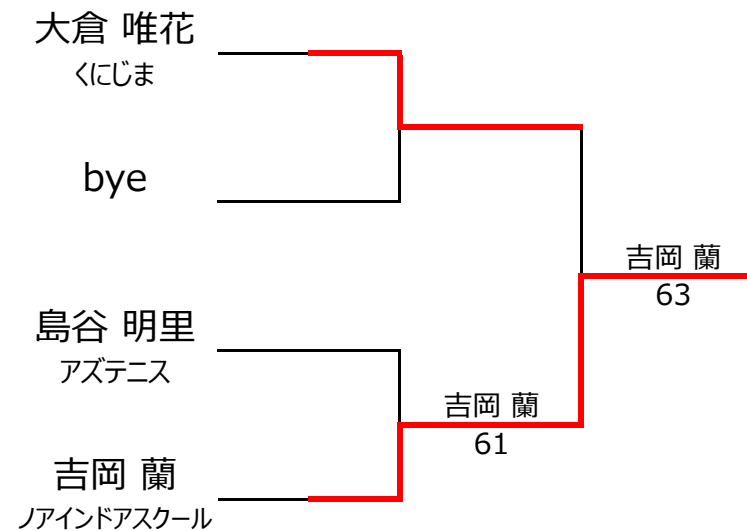 大倉 唯花
くにじま
bye
島谷 明里
アズテニス
吉岡 蘭
ノアインドアスクール
吉岡 蘭
61
吉岡 蘭
63